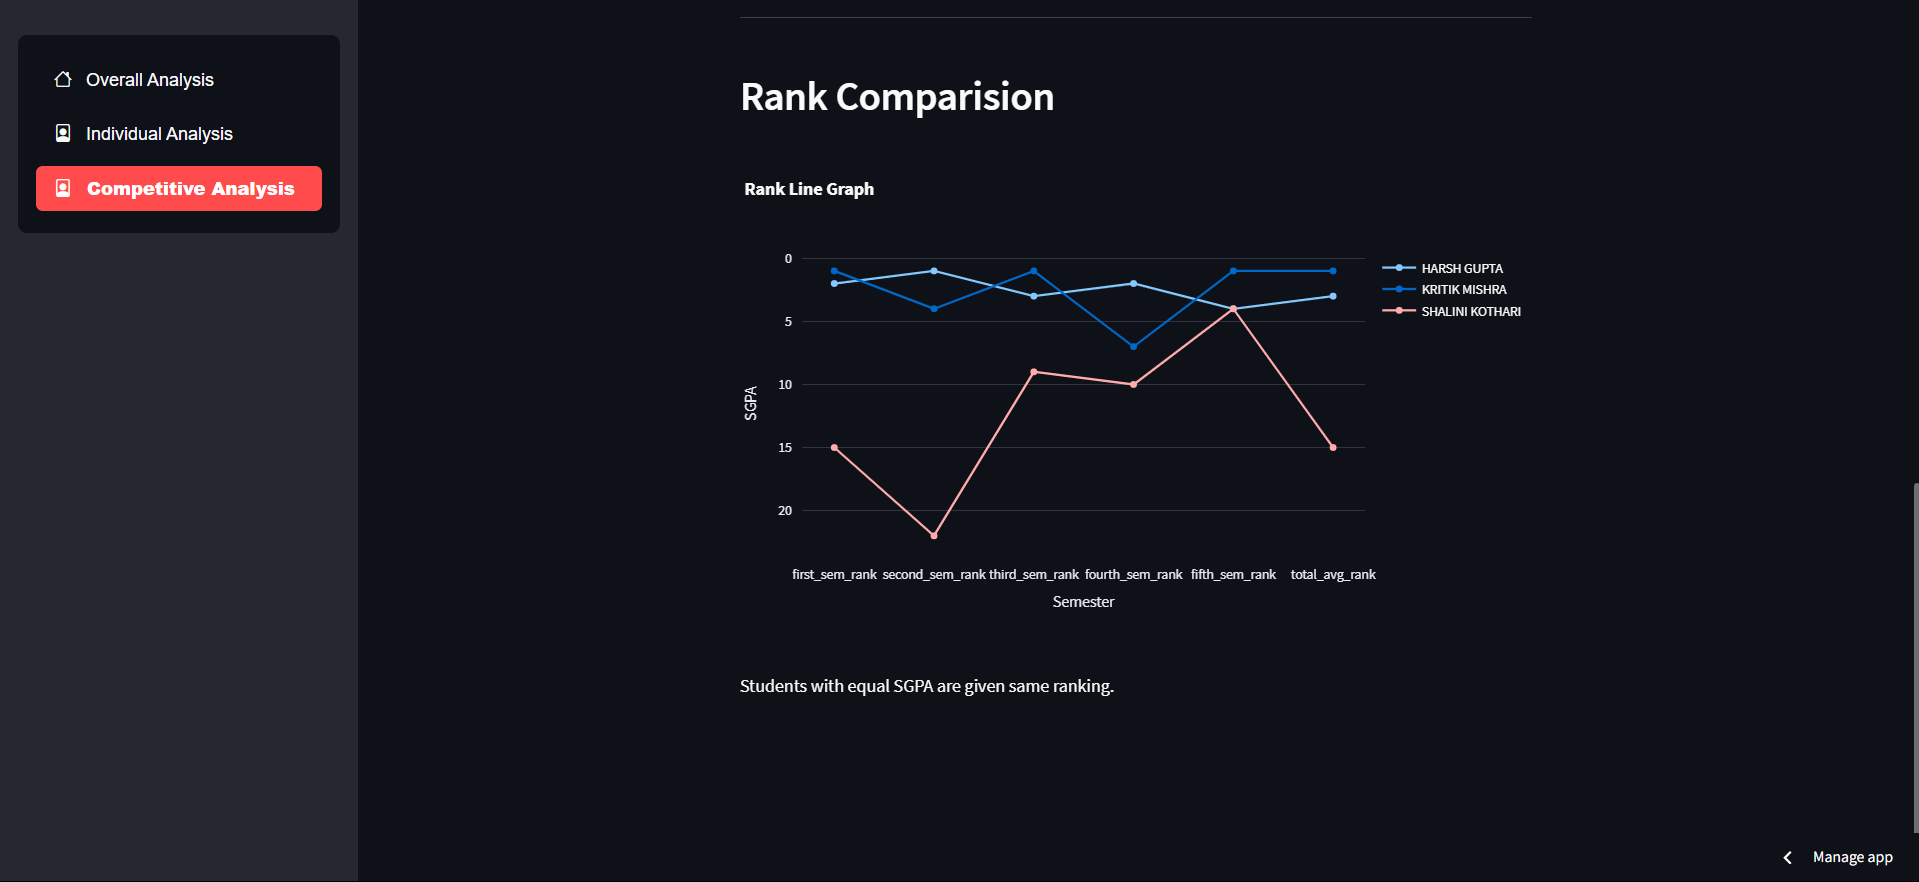 Overall Analysis
Individual Analysis
Competitive Analysis
Rank Comparision
Rank Line Graph
0
5
10
15
20
SGPA
first_sem_rank second_sem_rank third_sem_rank fourth_sem_rank fifth_sem_rank total_avg_rank
Semester
HARSH GUPTA
KRITIK MISHRA
SHALINI KOTHARI
Students with equal SGPA are given same ranking.
Manage app